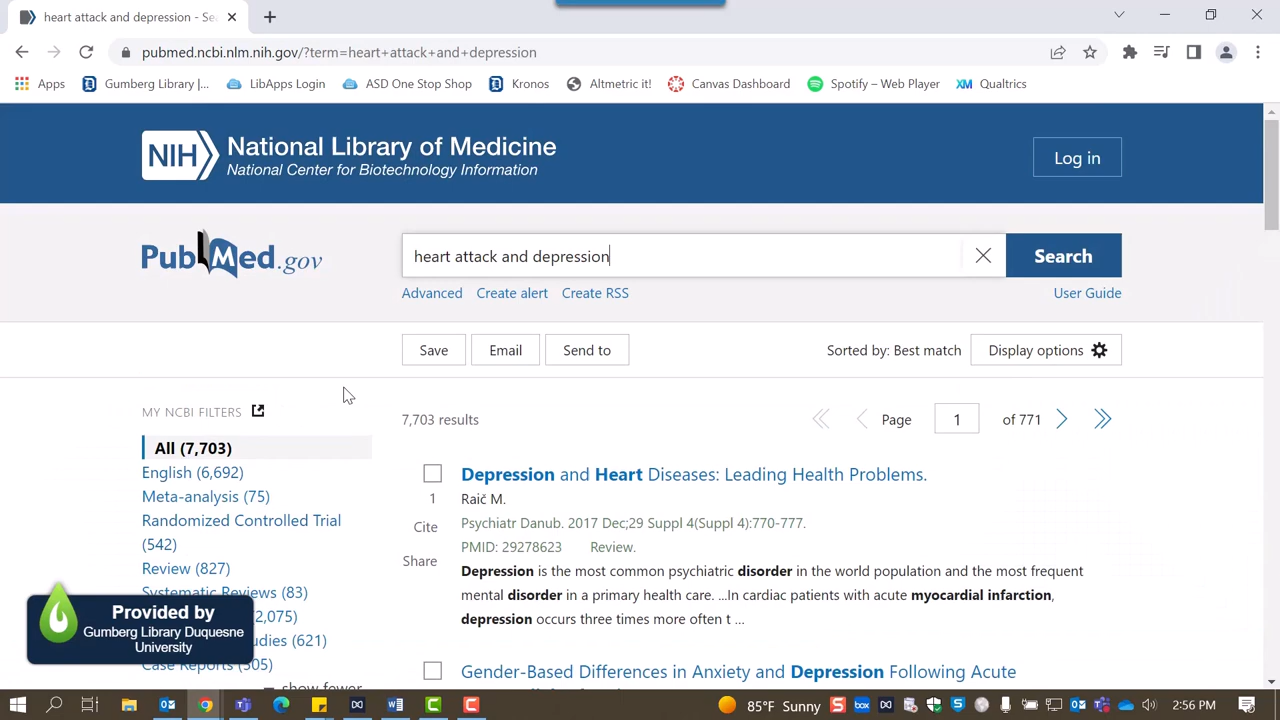 heart attack and depression - Se
pubmed.ncbi.nlm.nih.gov/?term=heart+attack+and+depression
Apps
Gumberg Library |...
LibApps Login
ASD One Stop Shop
Kronos
Altmetric it!
Canvas Dashboard
Spotify – Web Player
XM Qualtrics
NIH National Library of Medicine
National Center for Biotechnology Information
Log in
PubMed.gov
heart attack and depression
Search
Advanced
Create alert
Create RSS
User Guide
Save
Email
Send to
Sorted by: Best match
Display options
MY NCBI FILTERS
7,703 results
Page
1
of 771
All (7,703)
English (6,692)
Meta-analysis (75)
Randomized Controlled Trial
(542)
Review (827)
Systematic Reviews (83)
2,075)
udies (621)
Case Reports (305)
show fewer
Depression and Heart Diseases: Leading Health Problems.
1
Raič M.
Cite
Psychiatr Danub. 2017 Dec;29 Suppl 4(Suppl 4):770-777.
PMID: 29278623
Review.
Share
Depression is the most common psychiatric disorder in the world population and the most frequent
mental disorder in a primary health care. ...In cardiac patients with acute myocardial infarction,
depression occurs three times more often t ...
Gender-Based Differences in Anxiety and Depression Following Acute
Provided by
Gumberg Library Duquesne
University
85°F Sunny
2:56 PM